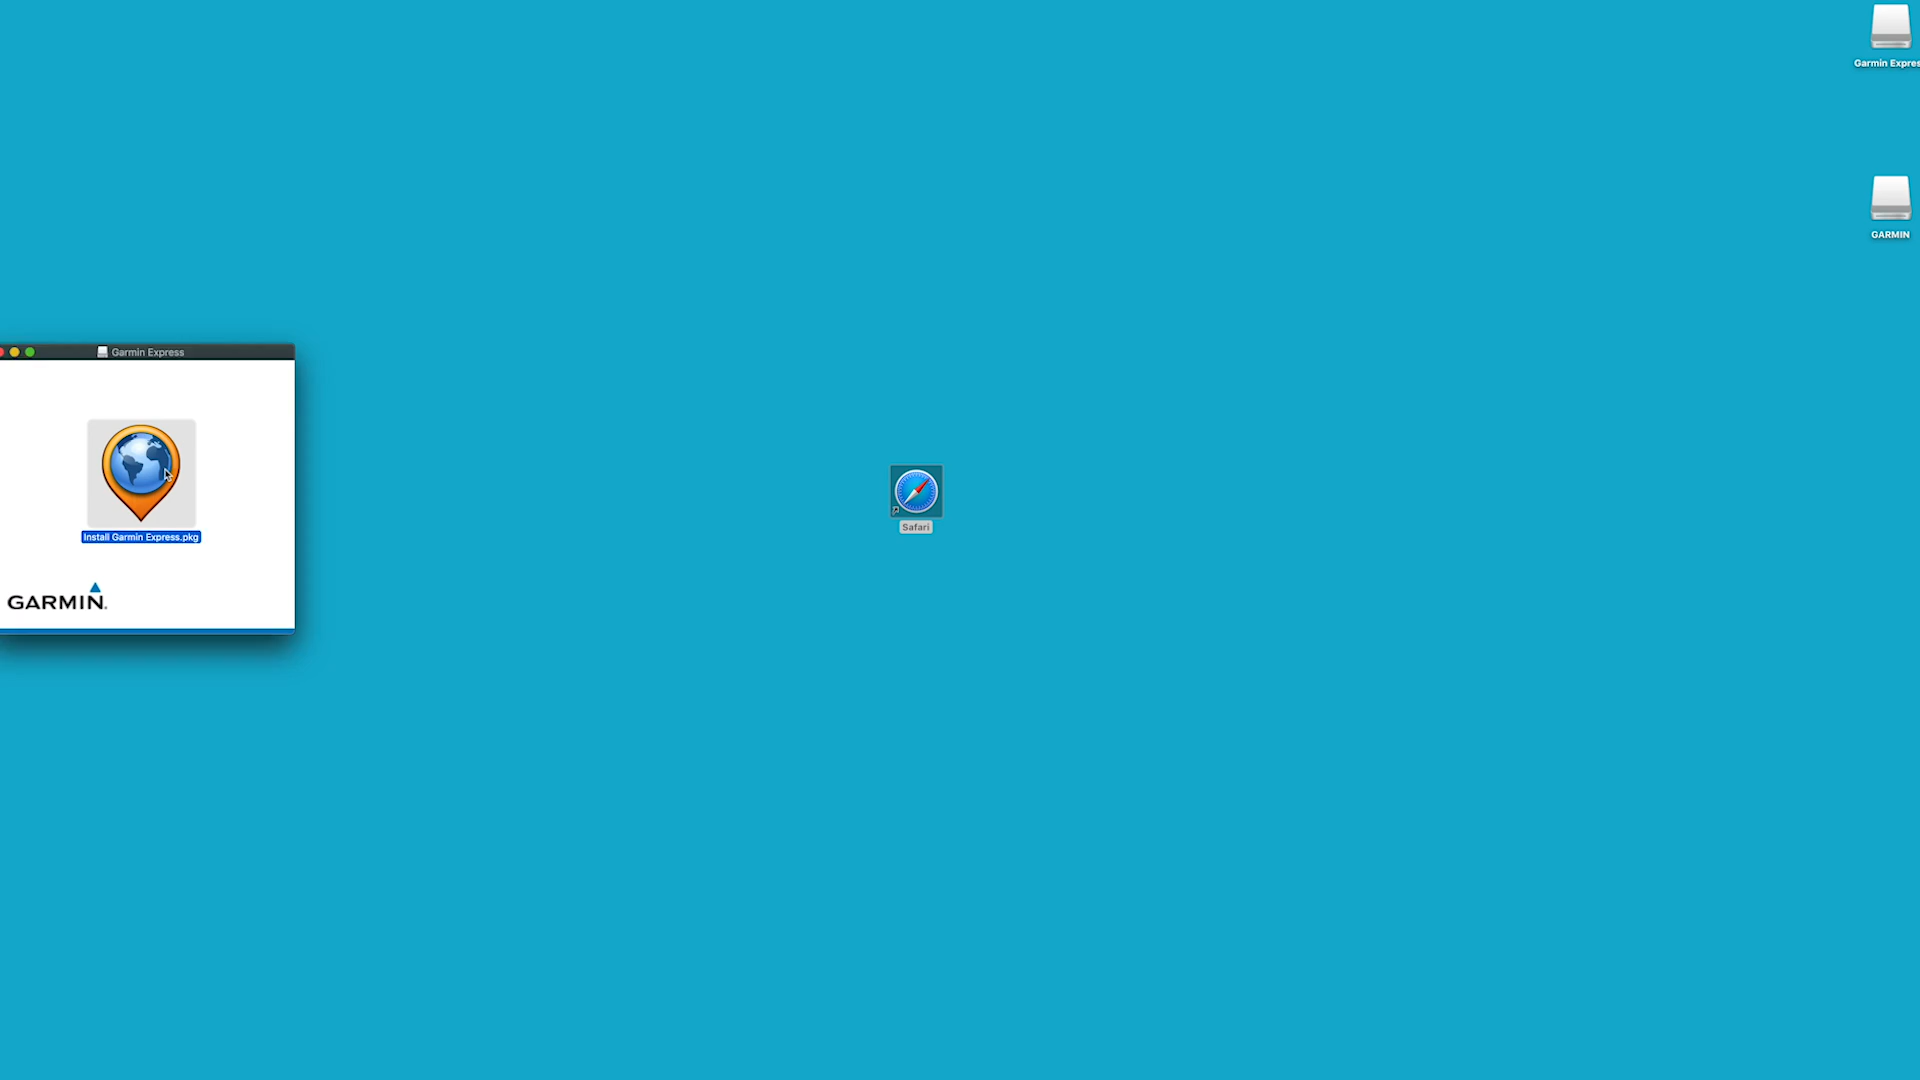 Garmin Expres
GARMIN
Garmin Express
Install Garmin Express.pkg
GARMIN.
Safari